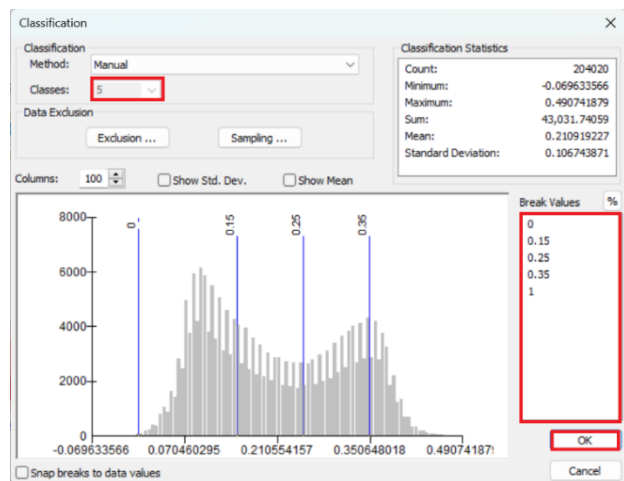 Classification
Classification
Method: Manual
Classes: 5
Data Exclusion
Exclusion ...
Sampling ...
Classification Statistics
Count: 204020
Minimum: -0.069633566
Maximum: 0.490741879
Sum: 43,031.74059
Mean: 0.210919227
Standard Deviation: 0.106743871
Columns: 100
Show Std. Dev.
Show Mean
Break Values
%
0
0.15
0.25
0.35
1
8000
6000
4000
2000
0
0
0.15
0.25
0.35
-0.069633566 0.070460295 0.210554157 0.350648018 0.49074187
Snap breaks to data values
OK
Cancel